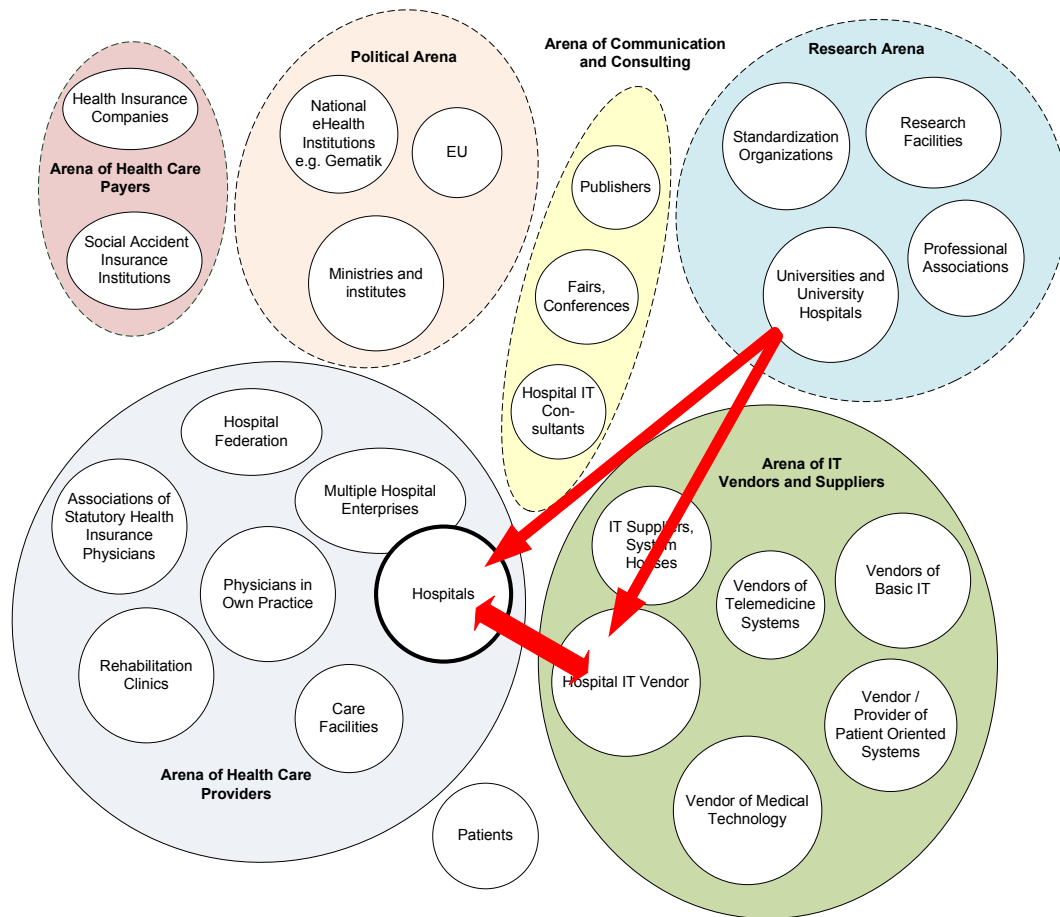 Arena of Communication
and Consulting
Political Arena
Research Arena
Health Insurance
Companies
Arena of Health Care
Payers
Social Accident
Insurance
Institutions
National
eHealth
Institutions
e.g. Gematik
EU
Ministries and
institutes
Publishers
Fairs,
Conferences
Hospital IT
Con-
sultants
Standardization
Organizations
Research
Facilities
Professional
Associations
Universities and
University
Hospitals
Hospital
Federation
Associations of
Statutory Health
Insurance
Physicians
Multiple Hospital
Enterprises
Physicians in
Own Practice
Hospitals
Rehabilitation
Clinics
Care
Facilities
Arena of Health Care
Providers
Patients
Arena of IT
Vendors and Suppliers
IT Suppliers,
System
Houses
Vendors of
Telemedicine
Systems
Vendors of
Basic IT
Hospital IT Vendor
Vendor /
Provider of
Patient Oriented
Systems
Vendor of Medical
Technology